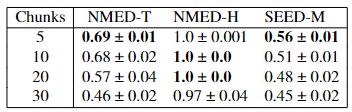 Chunks NMED-T NMED-H SEED-M
5 0.69 ± 0.01 1.0 ± 0.001 0.56 ± 0.01
10 0.68 ± 0.02 1.0 ± 0.0 0.51 ± 0.01
20 0.57 ± 0.04 1.0 ± 0.0 0.48 ± 0.02
30 0.46 ± 0.02 0.97 ± 0.04 0.45 ± 0.02